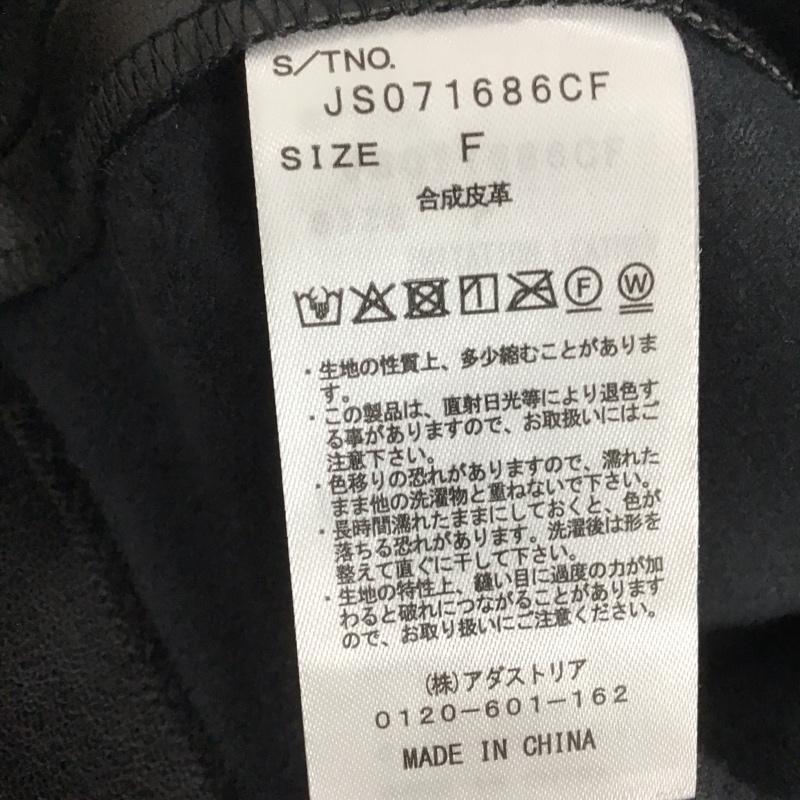 S/TNO.
JS071686CF
SIZE F
合成皮革
F W
・生地の性質上、多少縮むことがありま
す。
・この製品は、直射日光等により退色す
る事がありますので、お取扱いにはご
注意下さい。
・色移りの恐れがありますので、濡れた
まま他の洗濯物と重ねないで下さい。
・長時間濡れたままにしておくと、色が
落ちる恐れがあります。洗濯後は形を
整えて直ぐに干して下さい。
・生地の特性上、縫い目に過度の力が加
わると破れにつながることがあります
ので、お取り扱いにご注意ください。
(株)アダストリア
0120-601-162
MADE IN CHINA